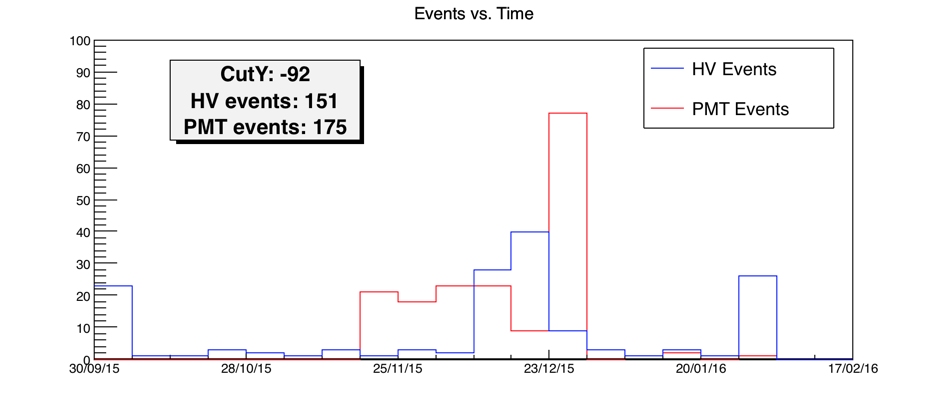 Events vs. Time
100
90
80
70
60
50
40
30
20
10
0
CutY: -92
HV events: 151
PMT events: 175
HV Events
PMT Events
30/09/15 28/10/15 25/11/15 23/12/15 20/01/16 17/02/16